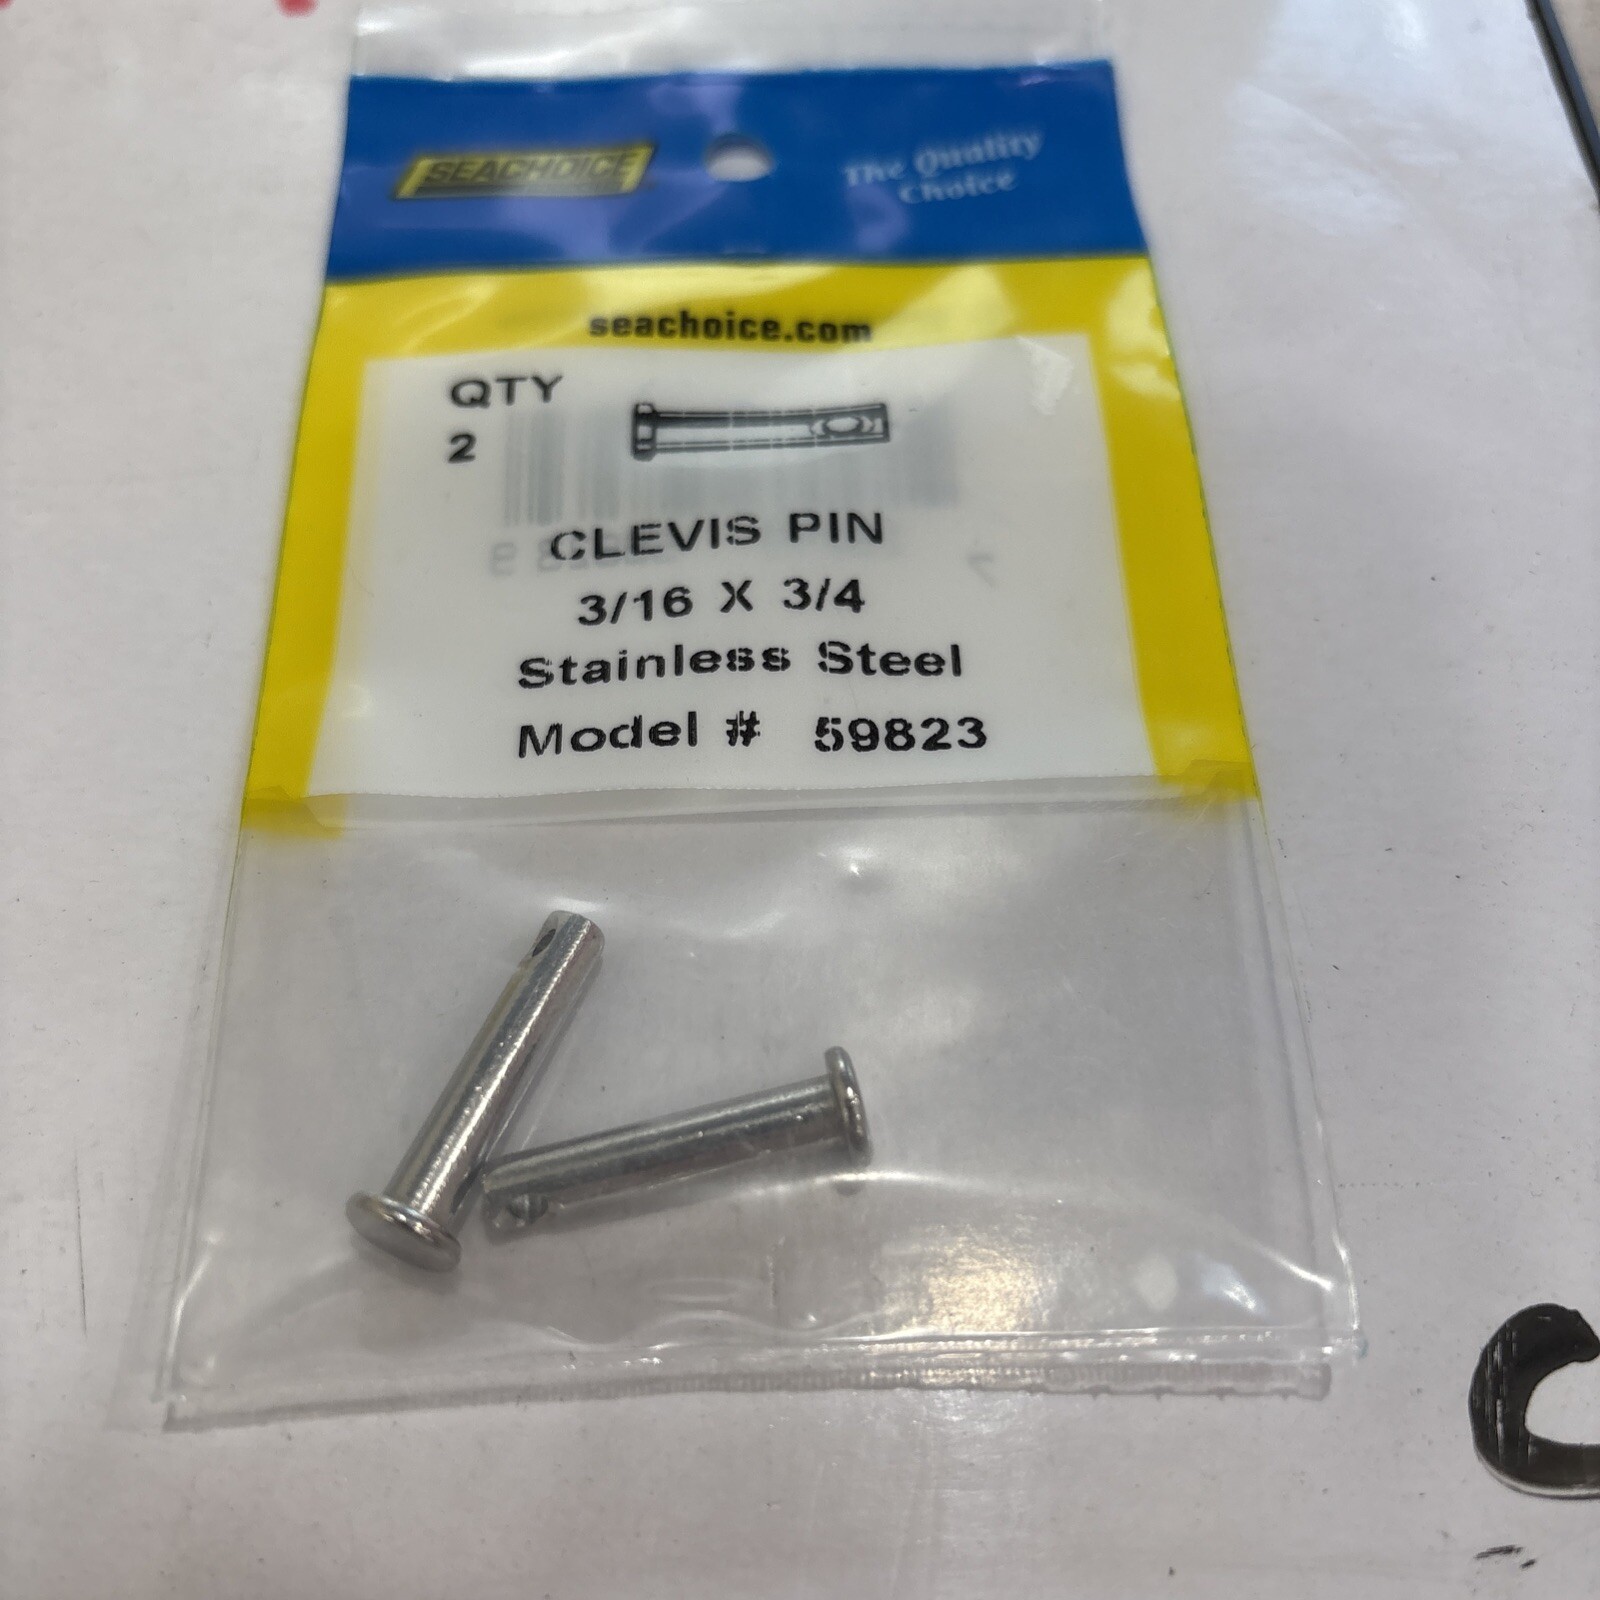 SEACHOICE
The Quality
Choice
seachoice.com
QTY
2
CLEVIS PIN
3/16 X 3/4
Stainless Steel
Model # 59823